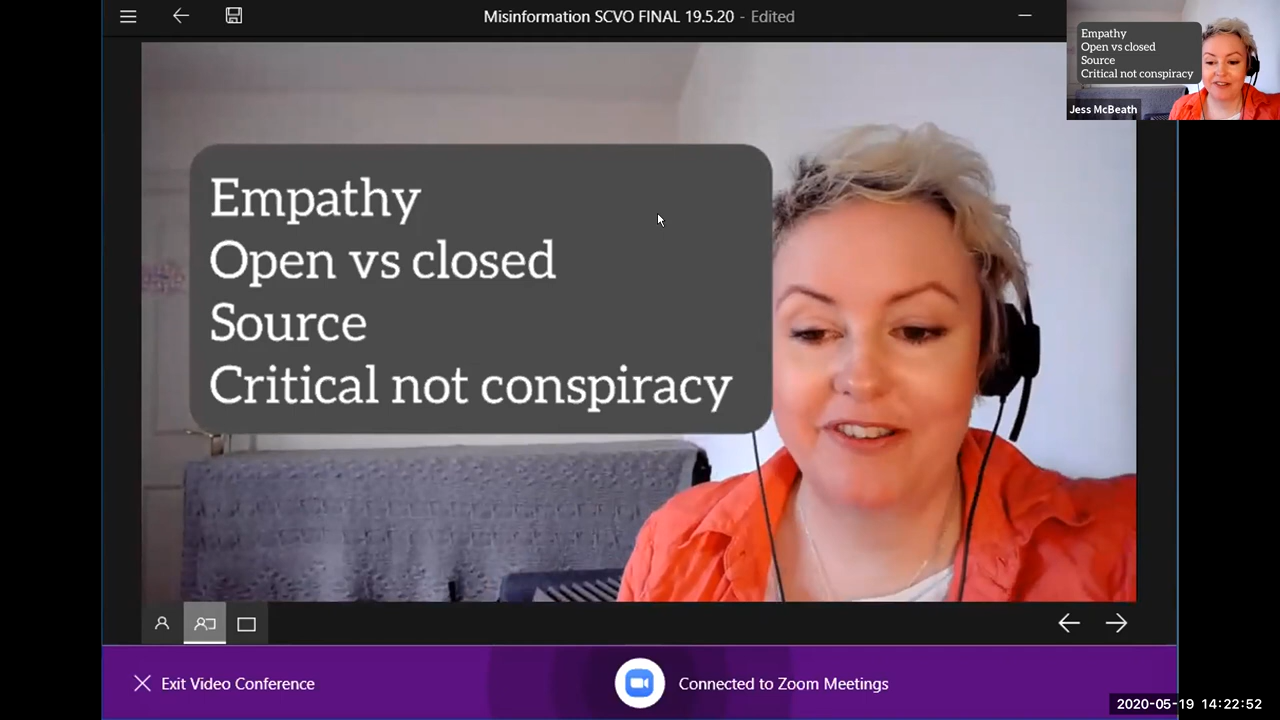 Misinformation SCVO FINAL 19.5.20 - Edited
Empathy
Open vs closed
Source
Critical not conspiracy
Jess McBeath
Empathy
Open vs closed
Source
Critical not conspiracy
Exit Video Conference
Connected to Zoom Meetings
2020-05-19 14:22:52